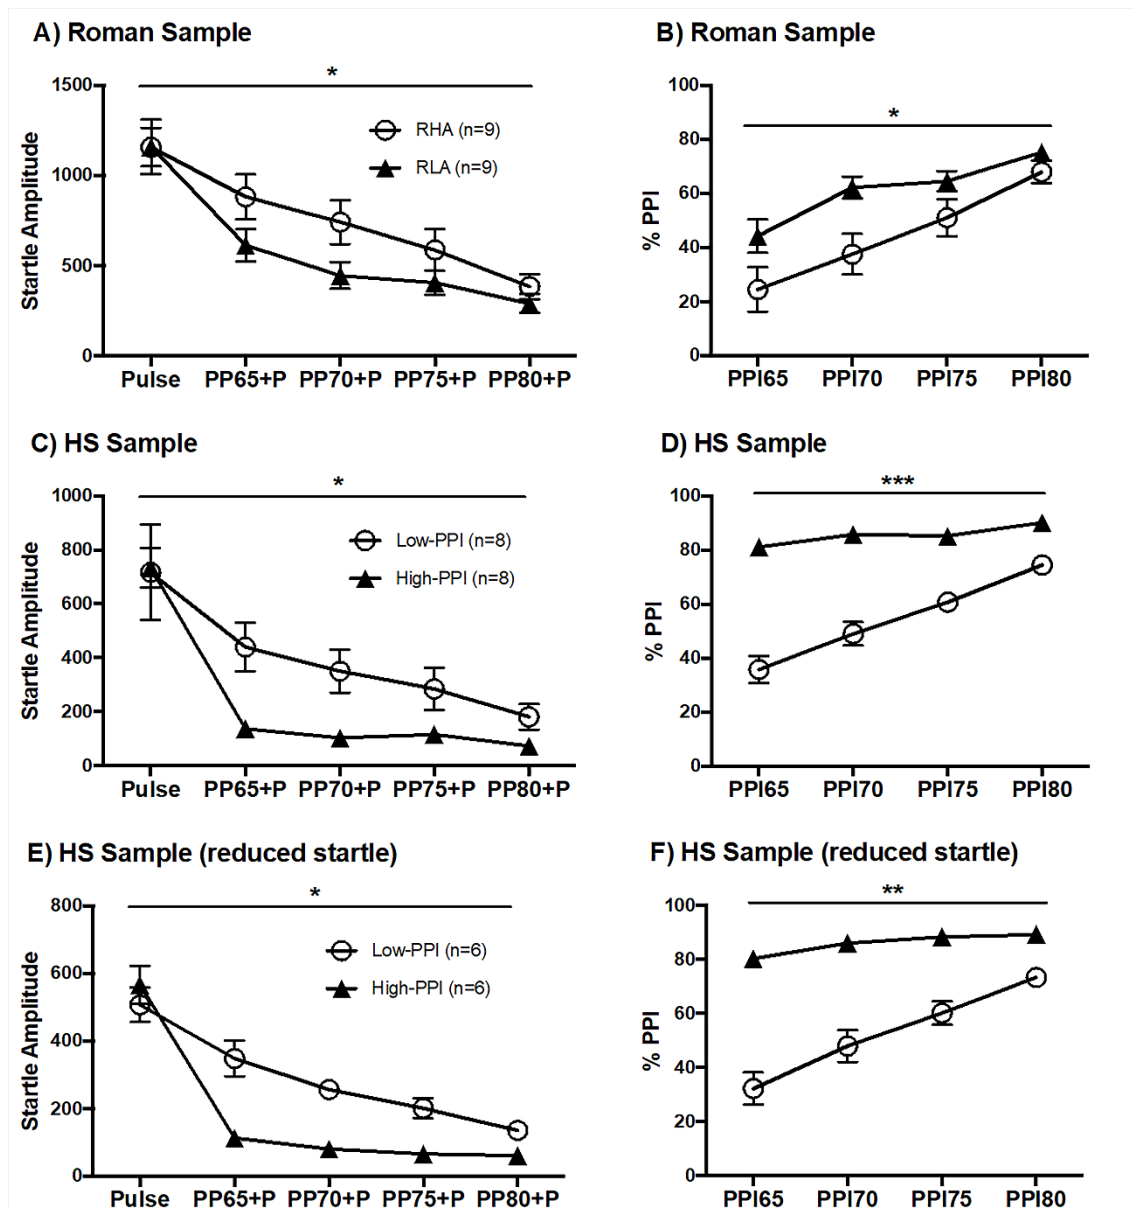 A) Roman Sample
*
1500
1000
500
0
Startle Amplitude
RHA (n=9)
RLA (n=9)
Pulse PP65+P PP70+P PP75+P PP80+P
B) Roman Sample
*
100
80
60
40
20
0
% PPI
PPI65 PPI70 PPI75 PPI80
C) HS Sample
*
1000
800
600
400
200
0
Startle Amplitude
Low-PPI (n=8)
High-PPI (n=8)
Pulse PP65+P PP70+P PP75+P PP80+P
D) HS Sample
***
100
80
60
40
20
0
% PPI
PPI65 PPI70 PPI75 PPI80
E) HS Sample (reduced startle)
*
800
600
400
200
0
Startle Amplitude
Low-PPI (n=6)
High-PPI (n=6)
Pulse PP65+P PP70+P PP75+P PP80+P
F) HS Sample (reduced startle)
**
100
80
60
40
20
0
% PPI
PPI65 PPI70 PPI75 PPI80